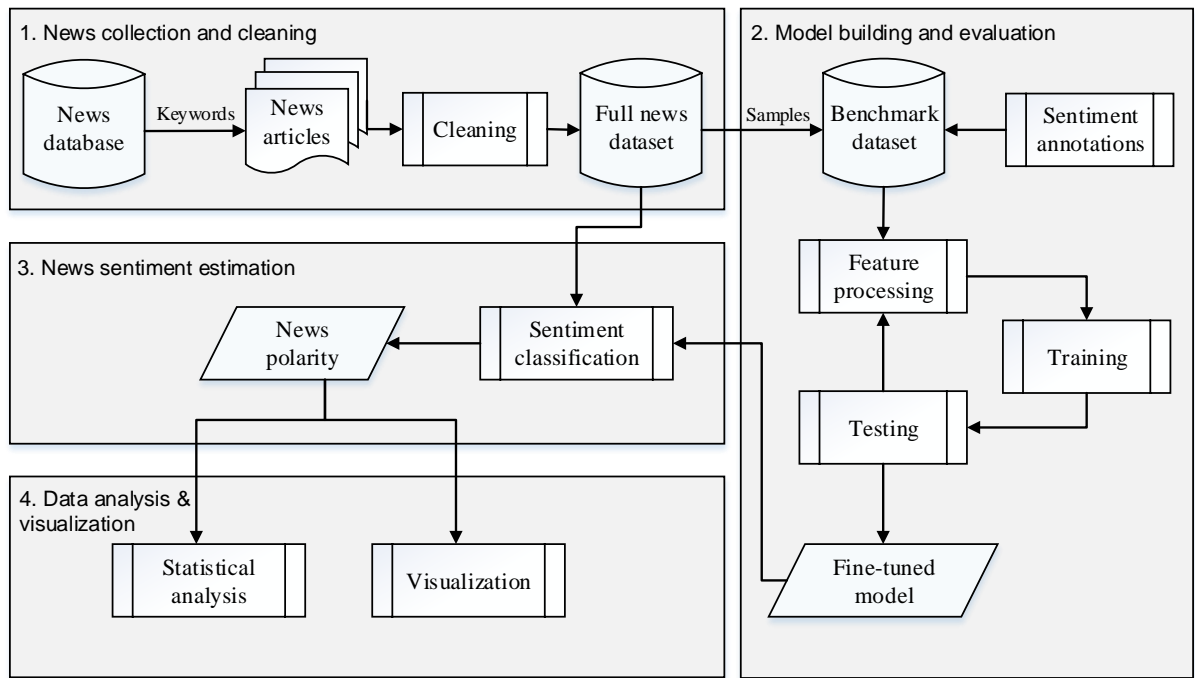 1. News collection and cleaning
News
database
Keywords
News
articles
Cleaning
Full news
dataset
Samples
2. Model building and evaluation
Benchmark
dataset
Sentiment
annotations
Feature
processing
Training
Testing
Fine-tuned
model
3. News sentiment estimation
News
polarity
Sentiment
classification
4. Data analysis &
visualization
Statistical
analysis
Visualization